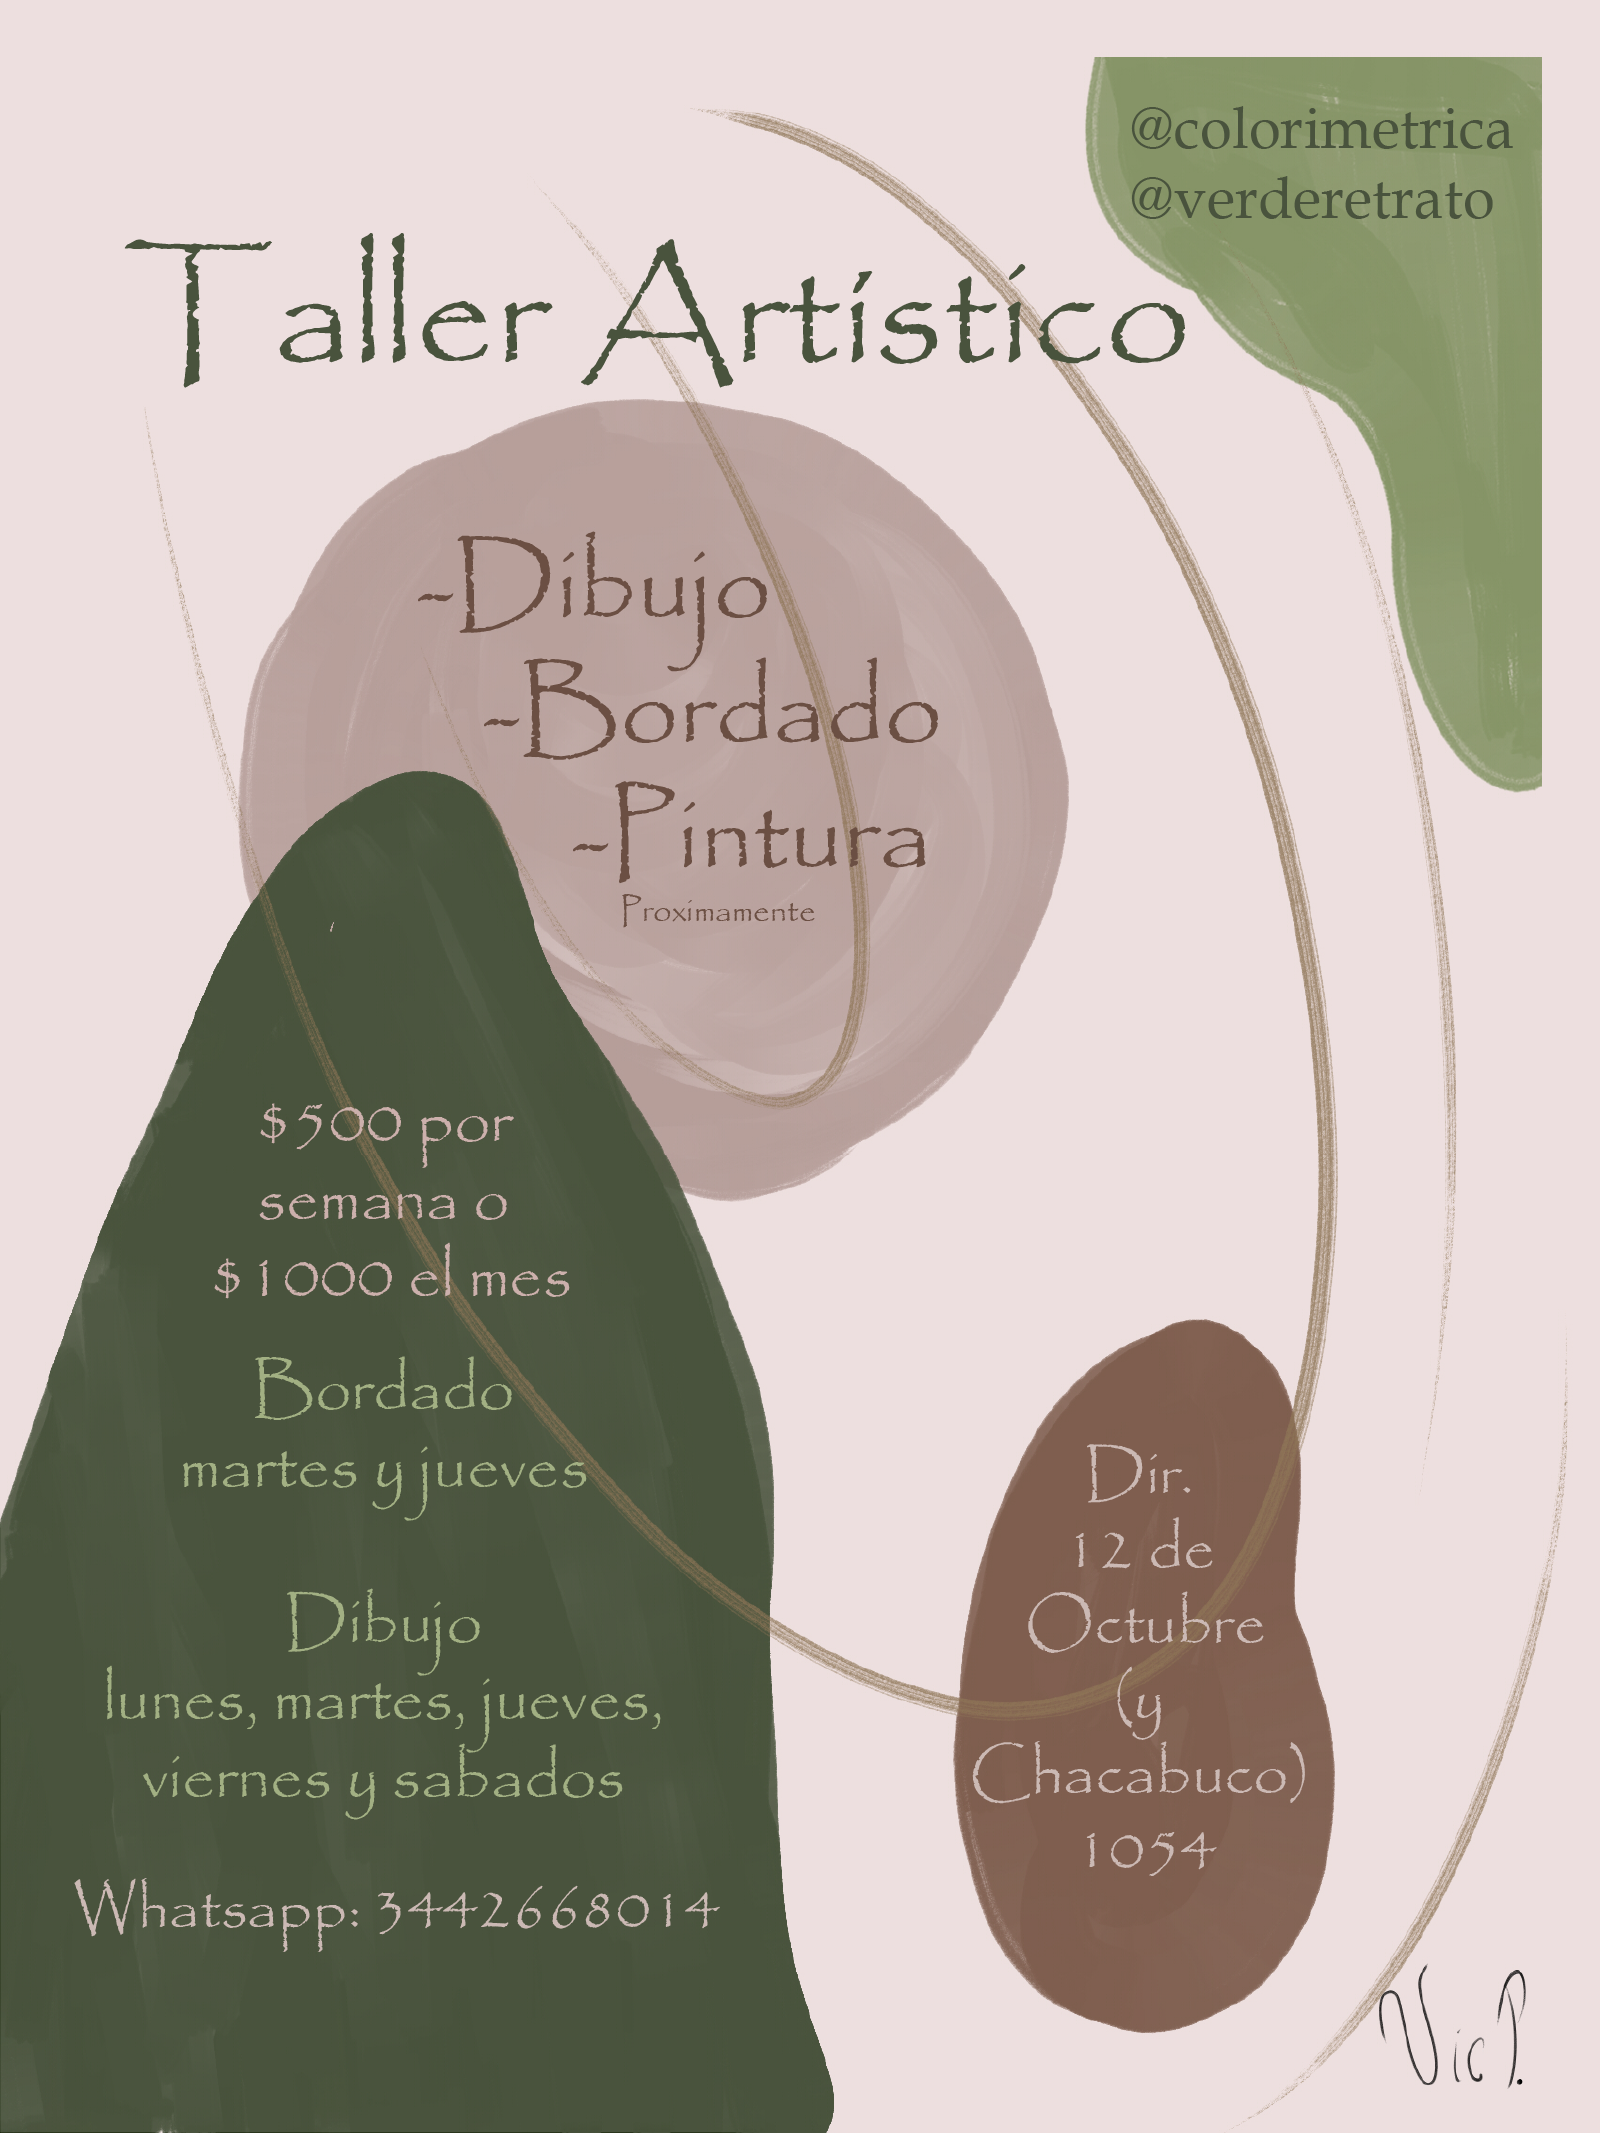 @colorimetrica
@verderetrato
Taller Artístico
-Dibujo
-Bordado
-Pintura
Proximamente
$500 por
semana o
$1000 el mes
Bordado
martes y jueves
Dibujo
lunes, martes, jueves,
viernes y sabados
Whatsapp: 3442668014
Dir.
12 de
Octubre
(y
Chacabuco)
1054
Vic P.